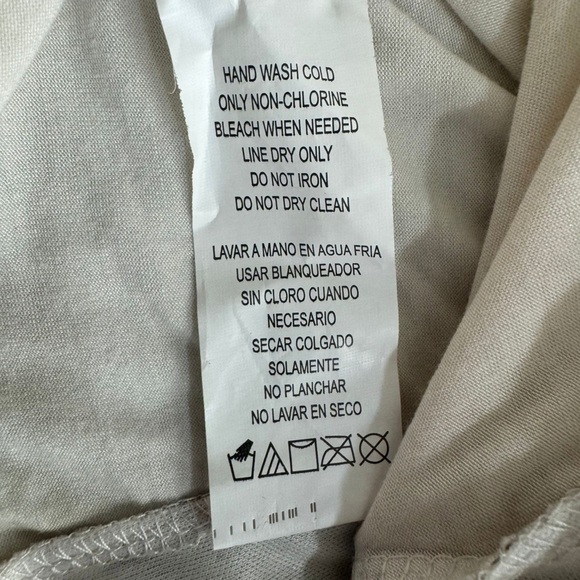 HAND WASH COLD
ONLY NON-CHLORINE
BLEACH WHEN NEEDED
LINE DRY ONLY
DO NOT IRON
DO NOT DRY CLEAN
LAVAR A MANO EN AGUA FRIA
USAR BLANQUEADOR
SIN CLORO CUANDO
NECESARIO
SECAR COLGADO
SOLAMENTE
NO PLANCHAR
NO LAVAR EN SECO